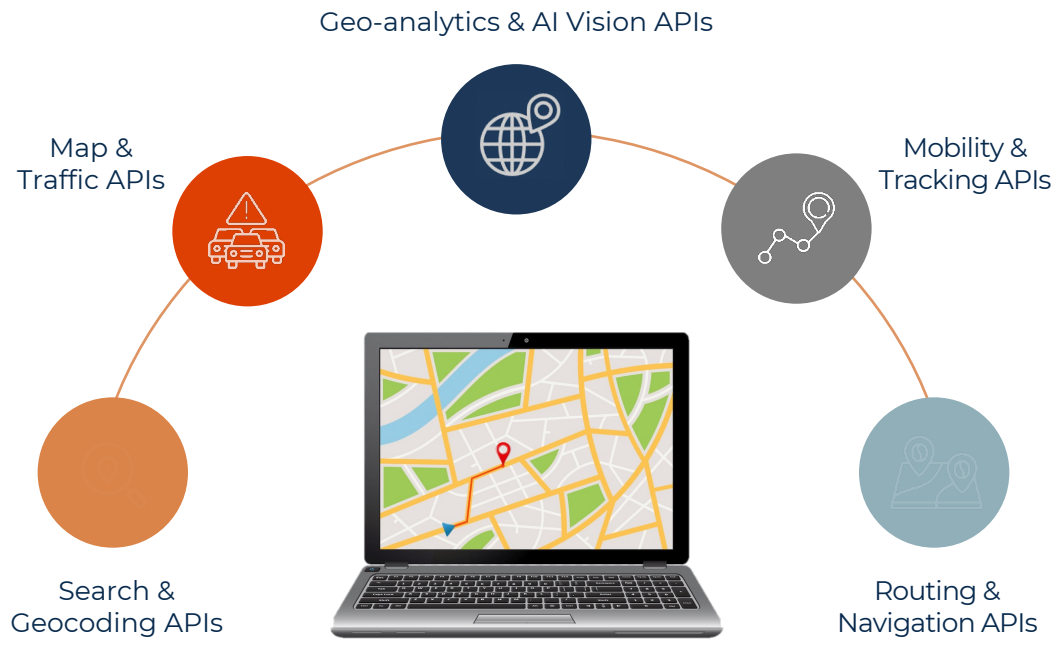 Geo-analytics & AI Vision APIs
Map &
Traffic APIs
Mobility &
Tracking APIs
Search &
Geocoding APIs
Routing &
Navigation APIs